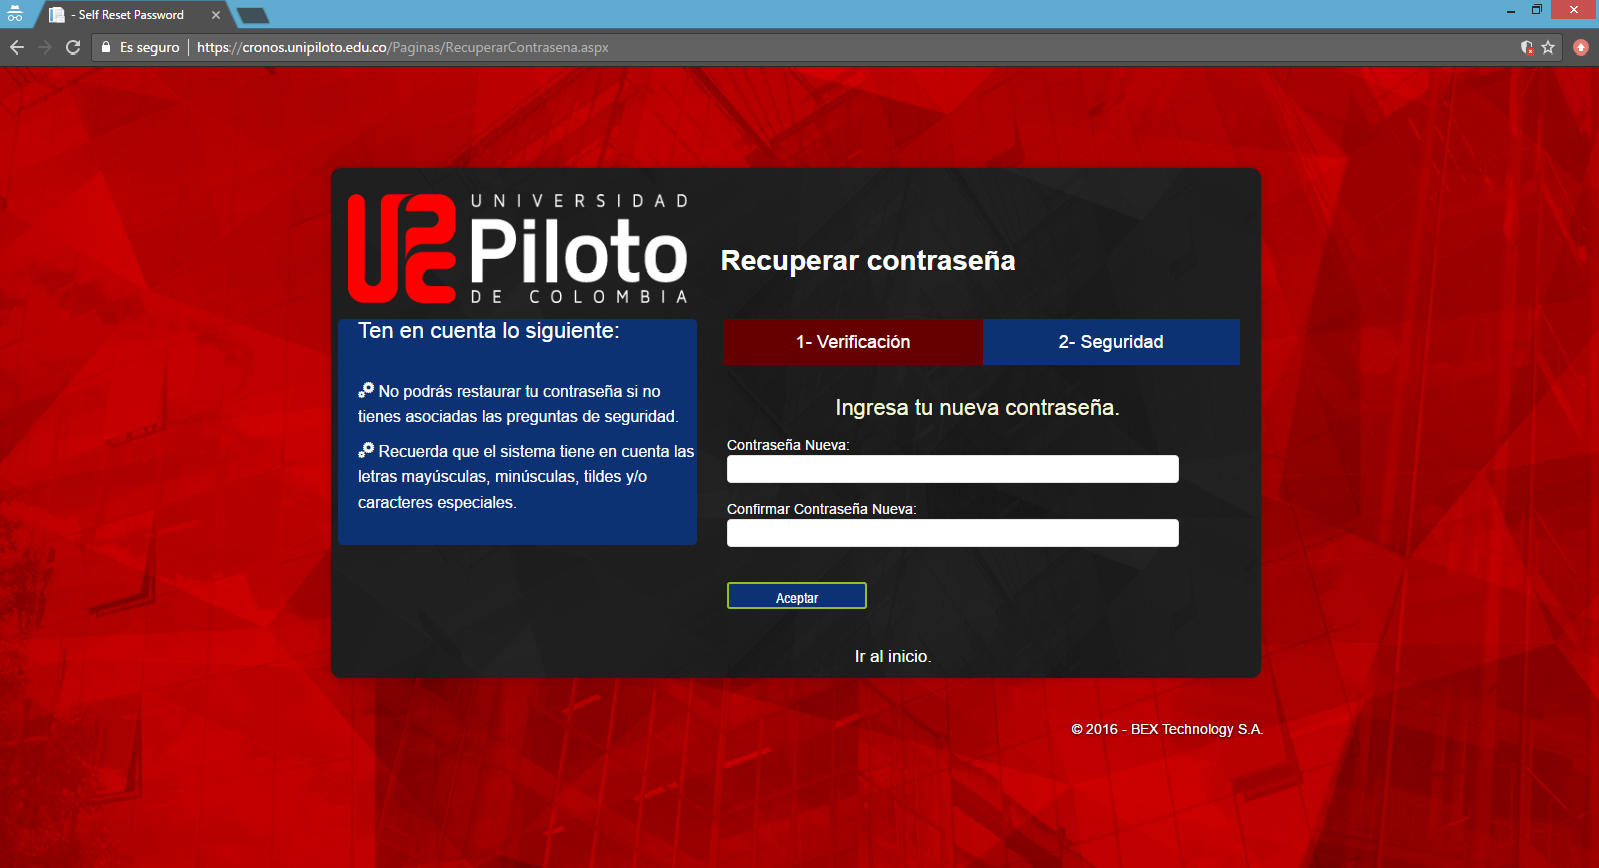 - Self Reset Password
Es seguro | https://cronos.unipiloto.edu.co/Paginas/RecuperarContrasena.aspx
UNIVERSIDAD
Piloto
DE COLOMBIA
Recuperar contraseña
Ten en cuenta lo siguiente:
No podrás restaurar tu contraseña si no
tienes asociadas las preguntas de seguridad.
Recuerda que el sistema tiene en cuenta las
letras mayúsculas, minúsculas, tildes y/o
caracteres especiales.
1- Verificación
2- Seguridad
Ingresa tu nueva contraseña.
Contraseña Nueva:
Confirmar Contraseña Nueva:
Aceptar
Ir al inicio.
© 2016 - BEX Technology S.A.